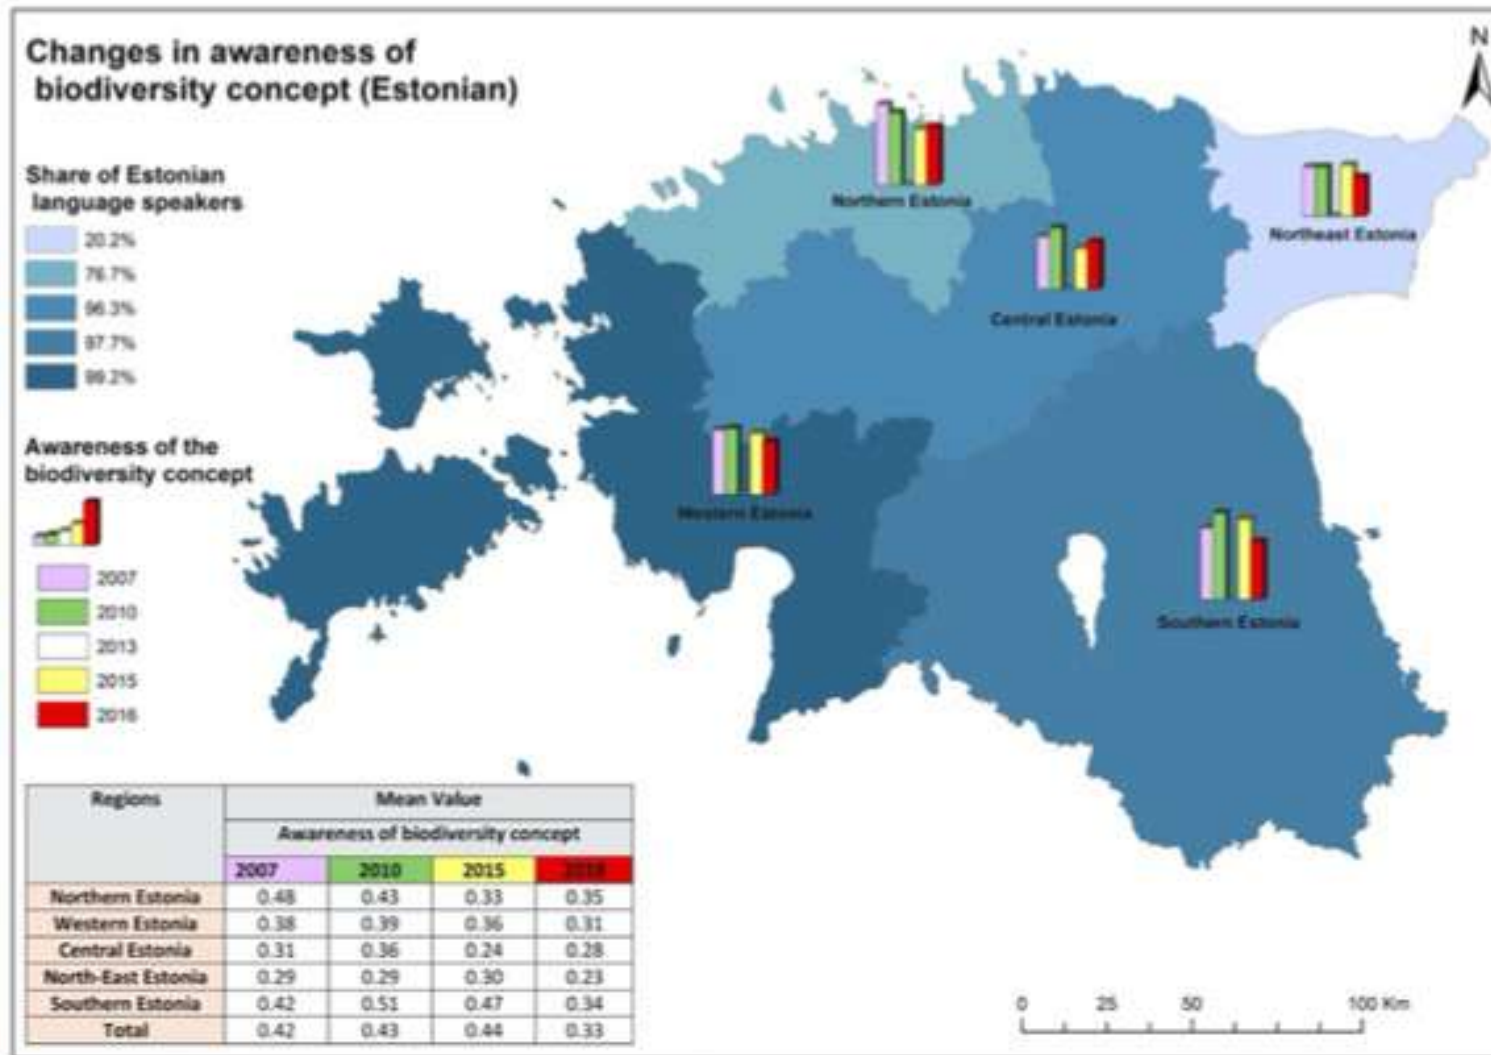 Changes in awareness of
biodiversity concept (Estonian)
N
Share of Estonian
language speakers
20.2%
76.7%
96.3%
97.7%
99.2%
Awareness of the
biodiversity concept
2007
2010
2013
2015
2016
Northern Estonia
Northeast Estonia
Central Estonia
Western Estonia
Southern Estonia
Regions Mean Value
Awareness of biodiversity concept
2007 2010 2015
Northern Estonia 0.48 0.43 0.33 0.35
Western Estonia 0.38 0.39 0.36 0.31
Central Estonia 0.31 0.36 0.24 0.28
North-East Estonia 0.29 0.29 0.30 0.23
Southern Estonia 0.42 0.51 0.47 0.34
Total 0.42 0.43 0.44 0.33
0 25 50 100 Km